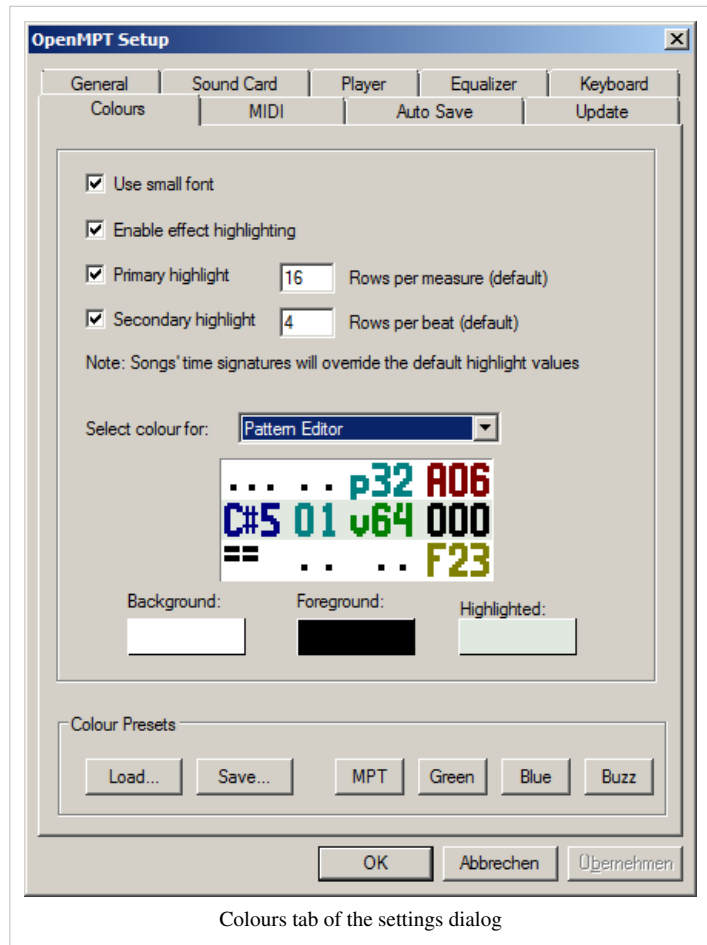 OpenMPT Setup
General Sound Card Player Equalizer Keyboard
Colours MIDI Auto Save Update
Use small font
Enable effect highlighting
Primary highlight 16 Rows per measure (default)
Secondary highlight 4 Rows per beat (default)
Note: Songs' time signatures will override the default highlight values
Select colour for: Pattern Editor
... .. p32 A06
C#5 01 v64 000
== .. .. F23
Background: Foreground: Highlighted:
Colour Presets
Load... Save... MPT Green Blue Buzz
OK Abbrechen Übernehmen
Colours tab of the settings dialog